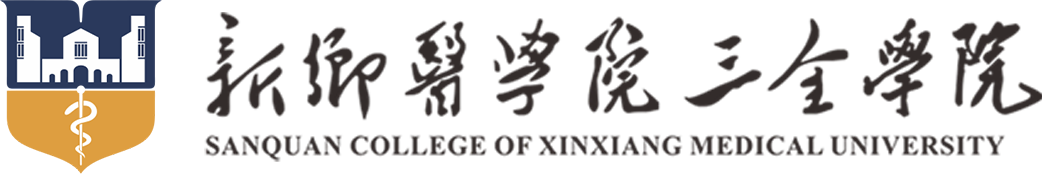 新鄉醫學院三全學院
SANQUAN COLLEGE OF XINXIANG MEDICAL UNIVERSITY